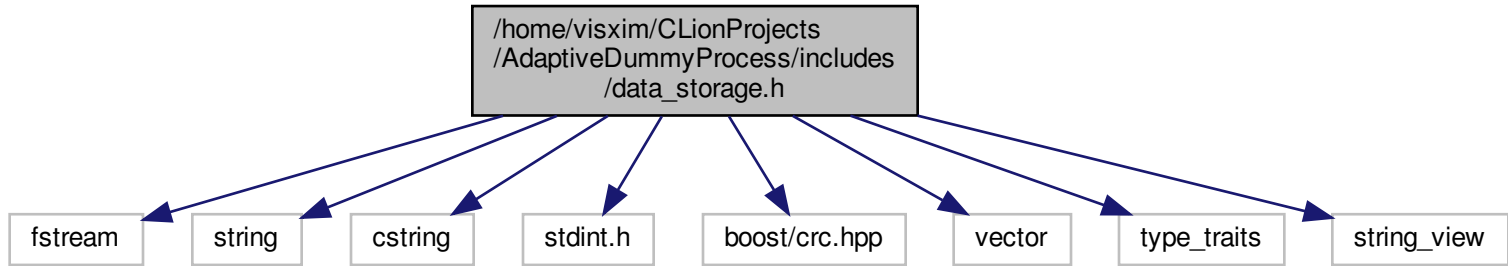 /home/visxim/CLionProjects
/AdaptiveDummyProcess/includes
/data_storage.h
fstream
string
cstring
stdint.h
boost/crc.hpp
vector
type_traits
string_view